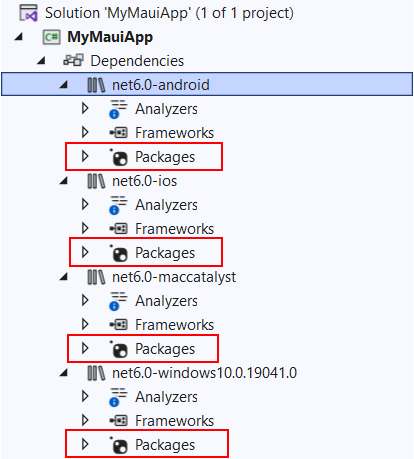 Solution 'MyMauiApp' (1 of 1 project)
MyMauiApp
Dependencies
net6.0-android
Analyzers
Frameworks
Packages
net6.0-ios
Analyzers
Frameworks
Packages
net6.0-maccatalyst
Analyzers
Frameworks
Packages
net6.0-windows10.0.19041.0
Analyzers
Frameworks
Packages